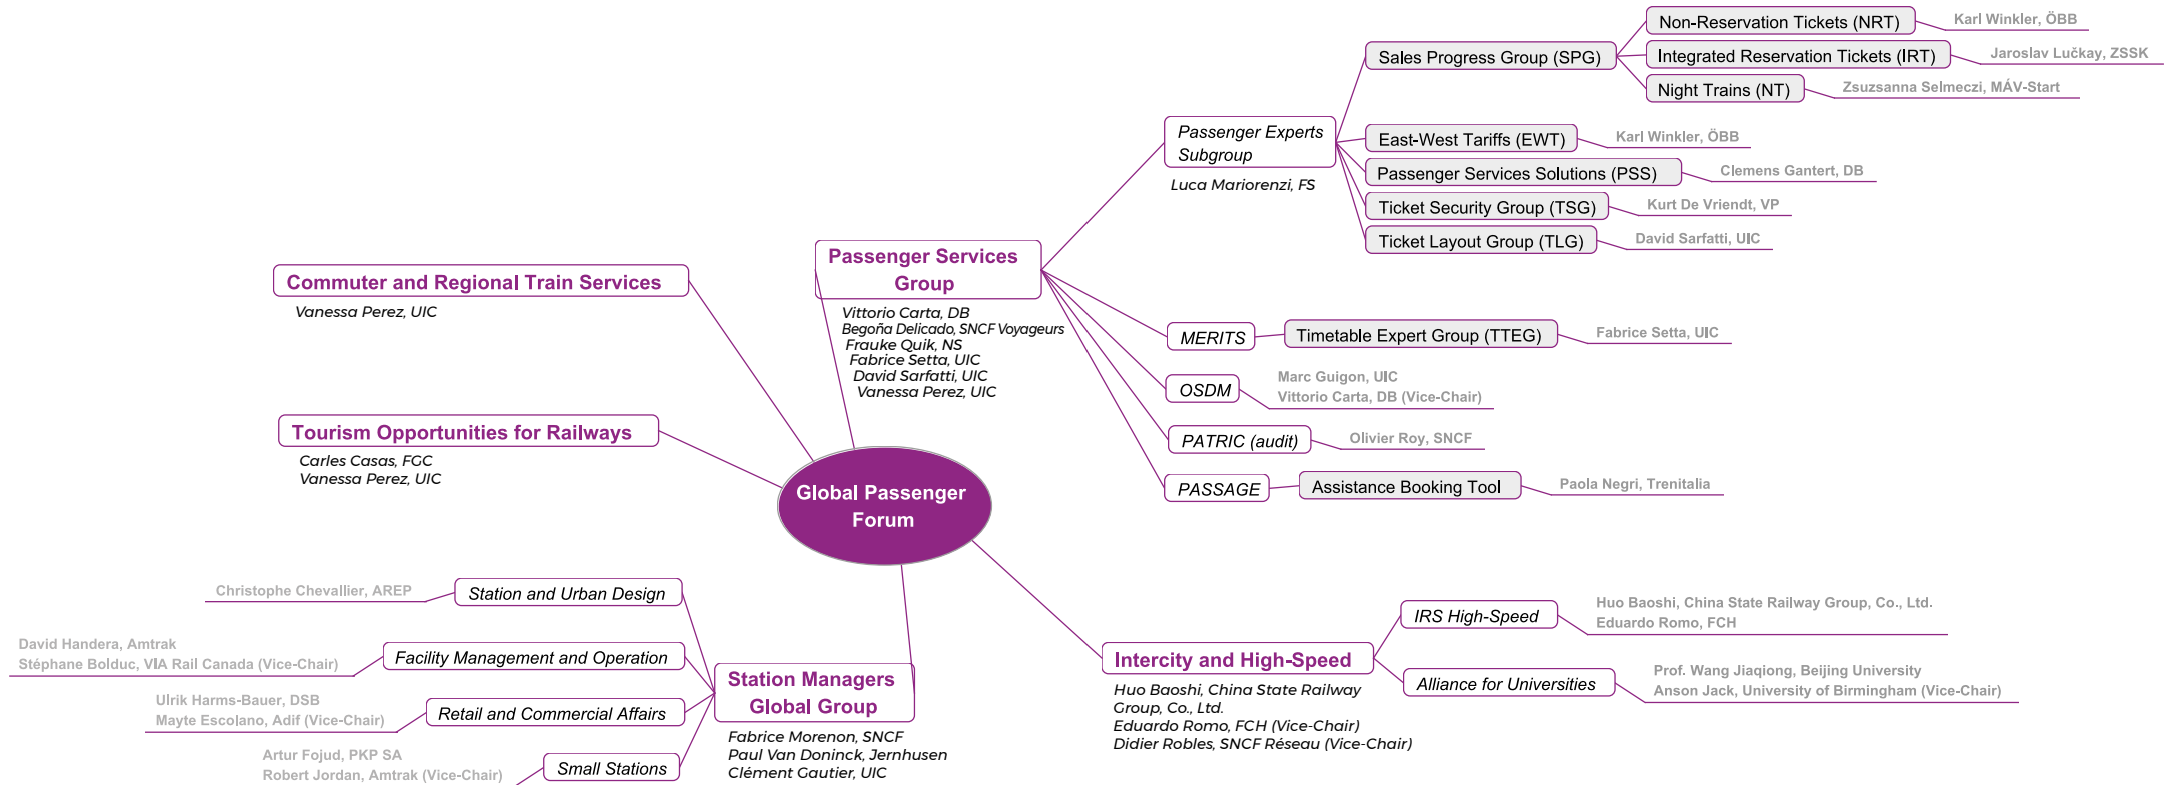 Global Passenger
Forum
Commuter and Regional Train Services
Vanessa Perez, UIC
Tourism Opportunities for Railways
Carles Casas, FGC
Vanessa Perez, UIC
Passenger Services
Group
Vittorio Carta, DB
Begoña Delicado, SNCF Voyageurs
Frauke Quik, NS
Fabrice Setta, UIC
David Sarfatti, UIC
Vanessa Perez, UIC
Passenger Experts
Subgroup
Luca Mariorenzi, FS
Sales Progress Group (SPG)
Non-Reservation Tickets (NRT)
Karl Winkler, ÖBB
Integrated Reservation Tickets (IRT)
Jaroslav Lučkay, ZSSK
Night Trains (NT)
Zsuzsanna Selmeczi, MÁV-Start
East-West Tariffs (EWT)
Karl Winkler, ÖBB
Passenger Services Solutions (PSS)
Clemens Gantert, DB
Ticket Security Group (TSG)
Kurt De Vriendt, VP
Ticket Layout Group (TLG)
David Sarfatti, UIC
MERITS
Timetable Expert Group (TTEG)
Fabrice Setta, UIC
OSDM
Marc Guigon, UIC
Vittorio Carta, DB (Vice-Chair)
PATRIC (audit)
Olivier Roy, SNCF
PASSAGE
Assistance Booking Tool
Paola Negri, Trenitalia
Intercity and High-Speed
Huo Baoshi, China State Railway
Group, Co., Ltd.
Eduardo Romo, FCH (Vice-Chair)
Didier Robles, SNCF Réseau (Vice-Chair)
IRS High-Speed
Huo Baoshi, China State Railway Group, Co., Ltd.
Eduardo Romo, FCH
Alliance for Universities
Prof. Wang Jiaqiong, Beijing University
Anson Jack, University of Birmingham (Vice-Chair)
Station Managers
Global Group
Fabrice Morenon, SNCF
Paul Van Doninck, Jernhusen
Clément Gautier, UIC
Station and Urban Design
Christophe Chevallier, AREP
Facility Management and Operation
David Handera, Amtrak
Stéphane Bolduc, VIA Rail Canada (Vice-Chair)
Retail and Commercial Affairs
Ulrik Harms-Bauer, DSB
Mayte Escolano, Adif (Vice-Chair)
Small Stations
Artur Fojud, PKP SA
Robert Jordan, Amtrak (Vice-Chair)